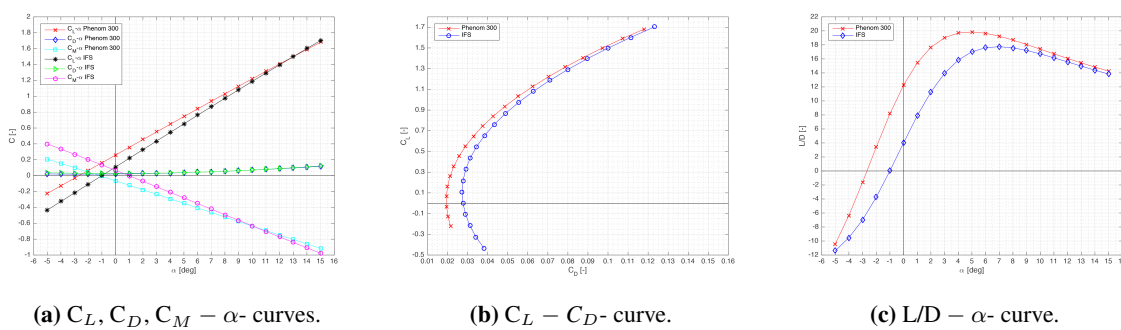 C_L-α Phenom 300
C_D-α Phenom 300
C_M-α Phenom 300
C_L-α IFS
C_D-α IFS
C_M-α IFS
2
1.8
1.6
1.4
1.2
1
0.8
0.6
0.4
0.2
0
-0.2
-0.4
-0.6
-0.8
-1
C [-]
-6 -5 -4 -3 -2 -1 0 1 2 3 4 5 6 7 8 9 10 11 12 13 14 15 16
α [deg]
(a) C_L, C_D, C_M − α- curves.
Phenom 300
IFS
1.7
1.5
1.3
1.1
0.9
0.7
0.5
0.3
0.1
-0.1
-0.3
-0.5
C_L [-]
0.01 0.02 0.03 0.04 0.05 0.06 0.07 0.08 0.09 0.1 0.11 0.12 0.13 0.14 0.15 0.16
C_D [-]
(b) C_L − C_D- curve.
Phenom 300
IFS
22
20
18
16
14
12
10
8
6
4
2
0
-2
-4
-6
-8
-10
-12
L/D [-]
-6 -5 -4 -3 -2 -1 0 1 2 3 4 5 6 7 8 9 10 11 12 13 14 15 16
α [deg]
(c) L/D − α- curve.